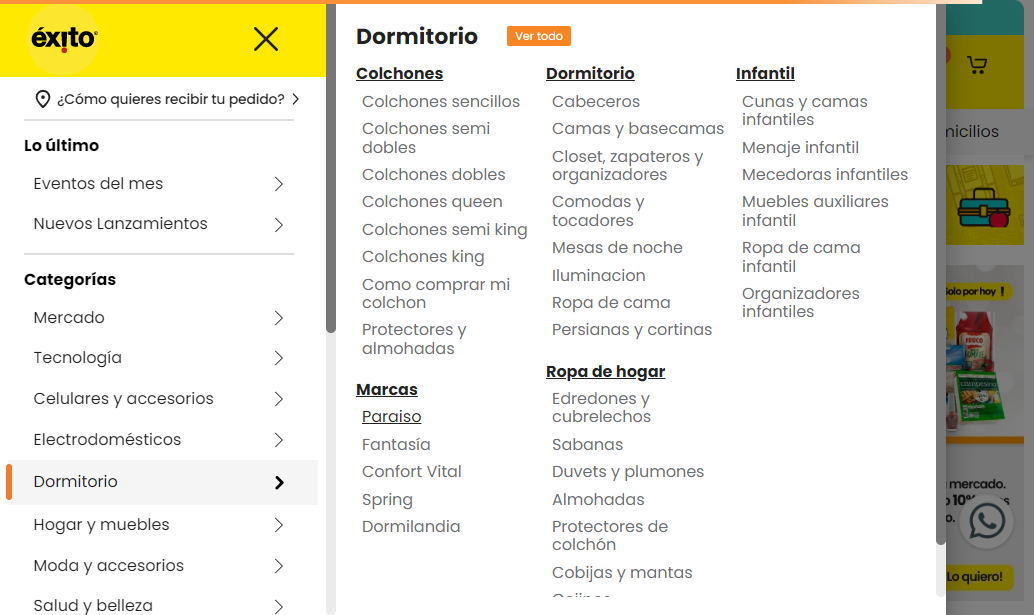 éxito
¿Cómo quieres recibir tu pedido?
Lo último
Eventos del mes
Nuevos Lanzamientos
Categorías
Mercado
Tecnología
Celulares y accesorios
Electrodomésticos
Dormitorio
Hogar y muebles
Moda y accesorios
Salud y belleza
Dormitorio
Ver todo
Colchones
Colchones sencillos
Colchones semi
dobles
Colchones dobles
Colchones queen
Colchones semi king
Colchones king
Como comprar mi
colchon
Protectores y
almohadas
Marcas
Paraiso
Fantasía
Confort Vital
Spring
Dormilandia
Dormitorio
Cabeceros
Camas y basecamas
Closet, zapateros y
organizadores
Comodas y
tocadores
Mesas de noche
Iluminacion
Ropa de cama
Persianas y cortinas
Ropa de hogar
Edredones y
cubrelechos
Sabanas
Duvets y plumones
Almohadas
Protectores de
colchón
Cobijas y mantas
Infantil
Cunas y camas
infantiles
Menaje infantil
Mecedoras infantiles
Muebles auxiliares
infantil
Ropa de cama
infantil
Organizadores
infantiles
micilios
olo por hoy !
mercado.
10%
Lo quiero!